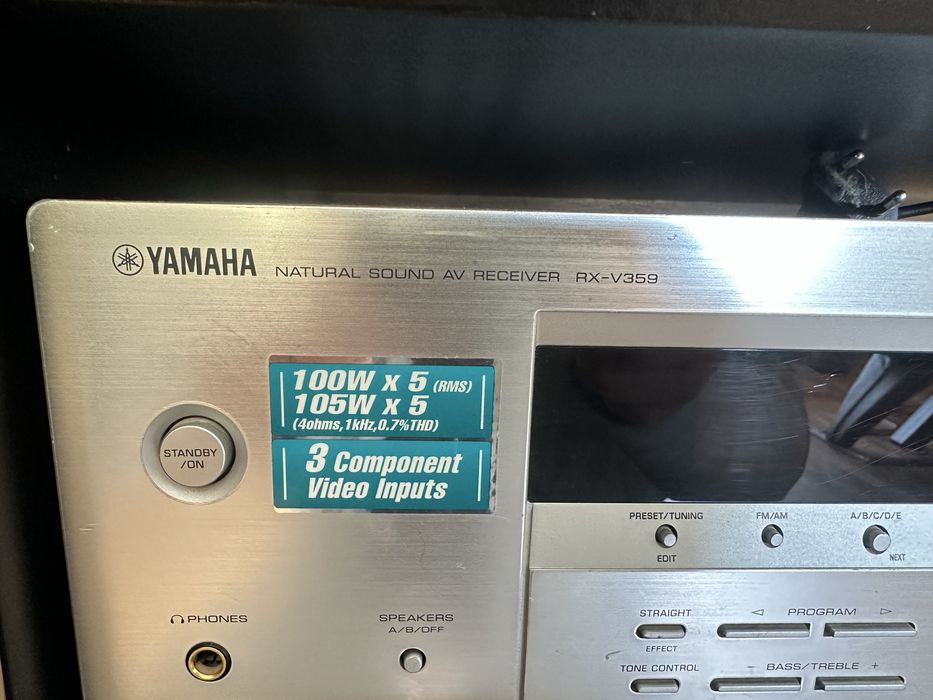 YAMAHA NATURAL SOUND AV RECEIVER RX-V359
100W x 5 (RMS)
105W x 5
(4ohms,1kHz,0.7%THD)
3 Component
Video Inputs
STANDBY
/ON
PRESET/TUNING FM/AM A/B/C/D/E
EDIT NEXT
STRAIGHT PROGRAM
EFFECT
PHONES SPEAKERS
A/B/OFF
TONE CONTROL – BASS/TREBLE +